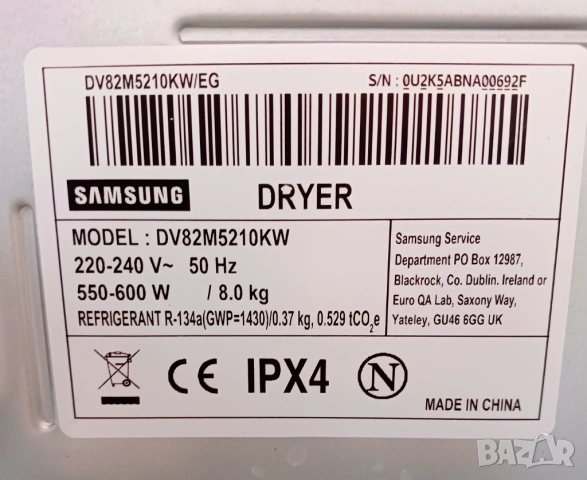 DV82M5210KW/EG S/N : 0U2K5ABNA00692F
SAMSUNG DRYER
MODEL : DV82M5210KW
220-240 V~ 50 Hz
550-600 W / 8.0 kg
REFRIGERANT R-134a(GWP=1430)/0.37 kg, 0.529 tCO₂e
Samsung Service
Department PO Box 12987,
Blackrock, Co. Dublin. Ireland or
Euro QA Lab, Saxony Way,
Yateley, GU46 6GG UK
CE IPX4 N
MADE IN CHINA
BAZAR